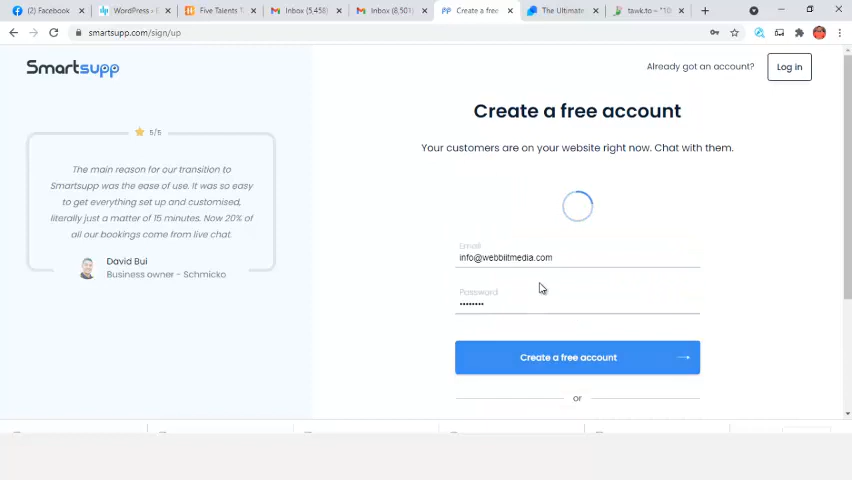 (2) Facebook
WordPress › E
Five Talents T
Inbox (5,458)
Inbox (8,501)
Create a free
The Ultimate
tawk.to – "10
smartsupp.com/sign/up
Smartsupp
Already got an account?
Log in
5/5
The main reason for our transition to
Smartsupp was the ease of use. It was so easy
to get everything set up and customised,
literally just a matter of 15 minutes. Now 20% of
all our bookings come from live chat.
David Bui
Business owner - Schmicko
Create a free account
Your customers are on your website right now. Chat with them.
Email
info@webbiitmedia.com
Password
••••••••
Create a free account
or